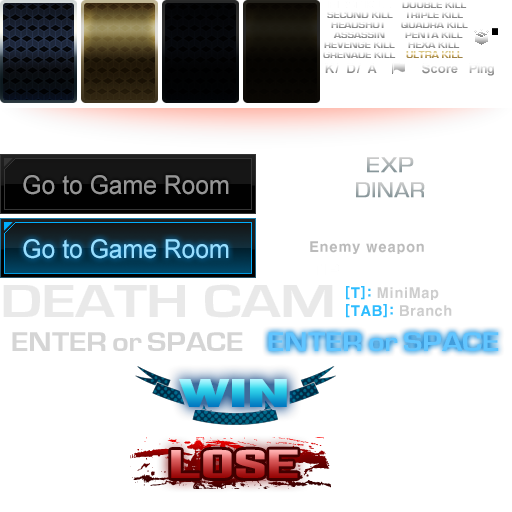 DOUBLE KILL
SECOND KILL TRIPLE KILL
HEADSHOT QUADRA KILL
ASSASSIN PENTA KILL
REVENGE KILL HEXA KILL
GRENADE KILL ULTRA KILL
K/ D/ A Score Ping
Go to Game Room
EXP
DINAR
Go to Game Room
Enemy weapon
DEATH CAM
[T]: MiniMap
[TAB]: Branch
ENTER or SPACE ENTER or SPACE
WIN
LOSE